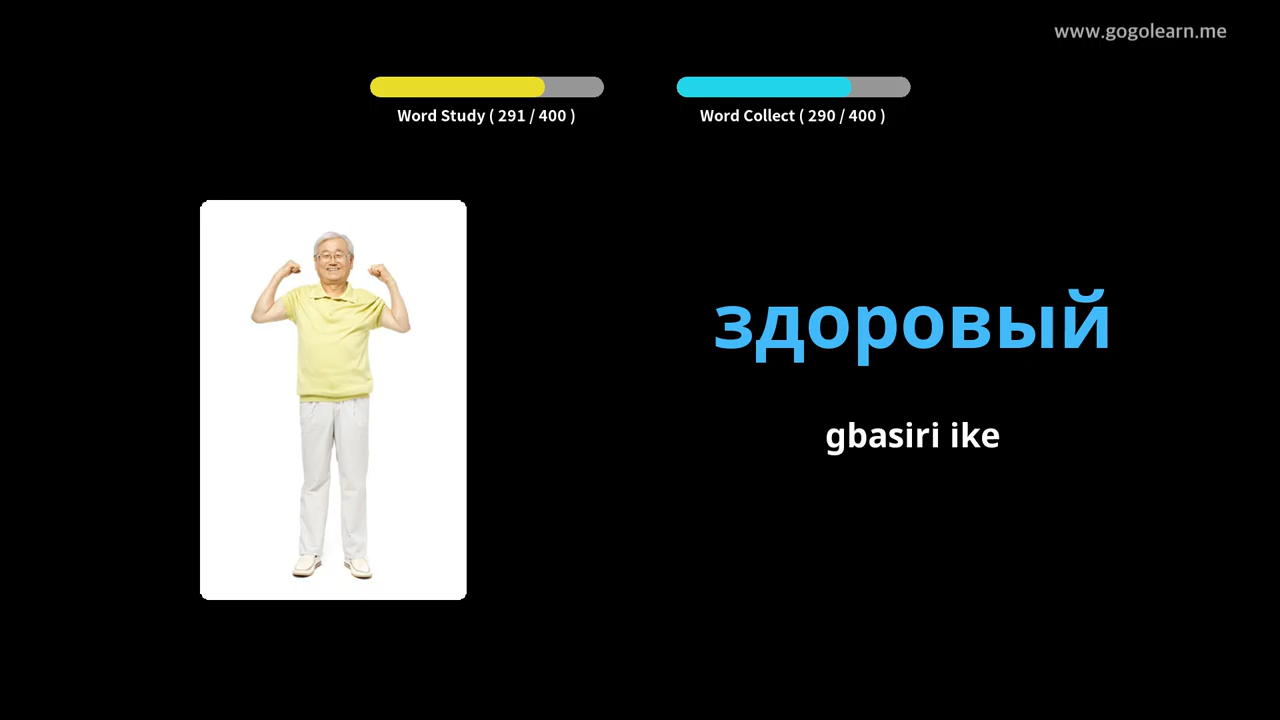 www.gogolearn.me
Word Study ( 291 / 400 )
Word Collect ( 290 / 400 )
здоровый
gbasiri ike